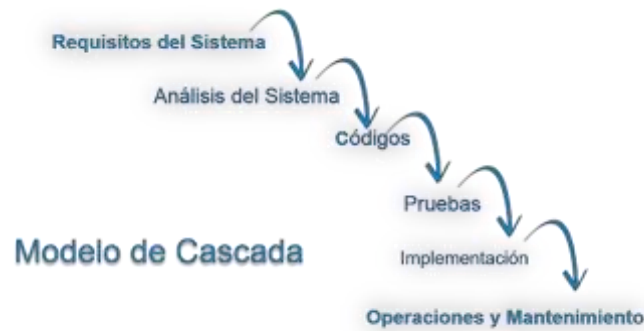 Requisitos del Sistema
Análisis del Sistema
Códigos
Pruebas
Modelo de Cascada
Implementación
Operaciones y Mantenimiento